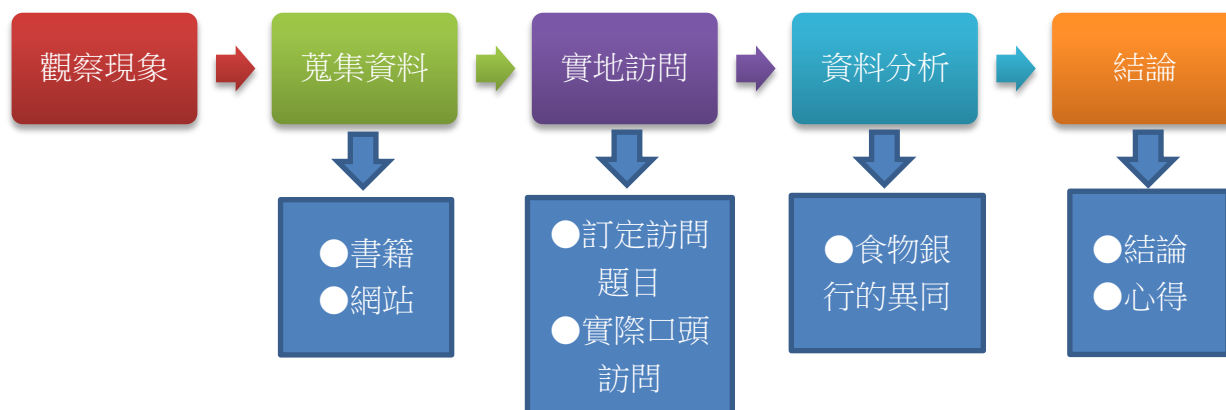 觀察現象
蒐集資料
實地訪問
資料分析
結論
●書籍
●網站
●訂定訪問
題目
●實際口頭
訪問
●食物銀
行的異同
●結論
●心得